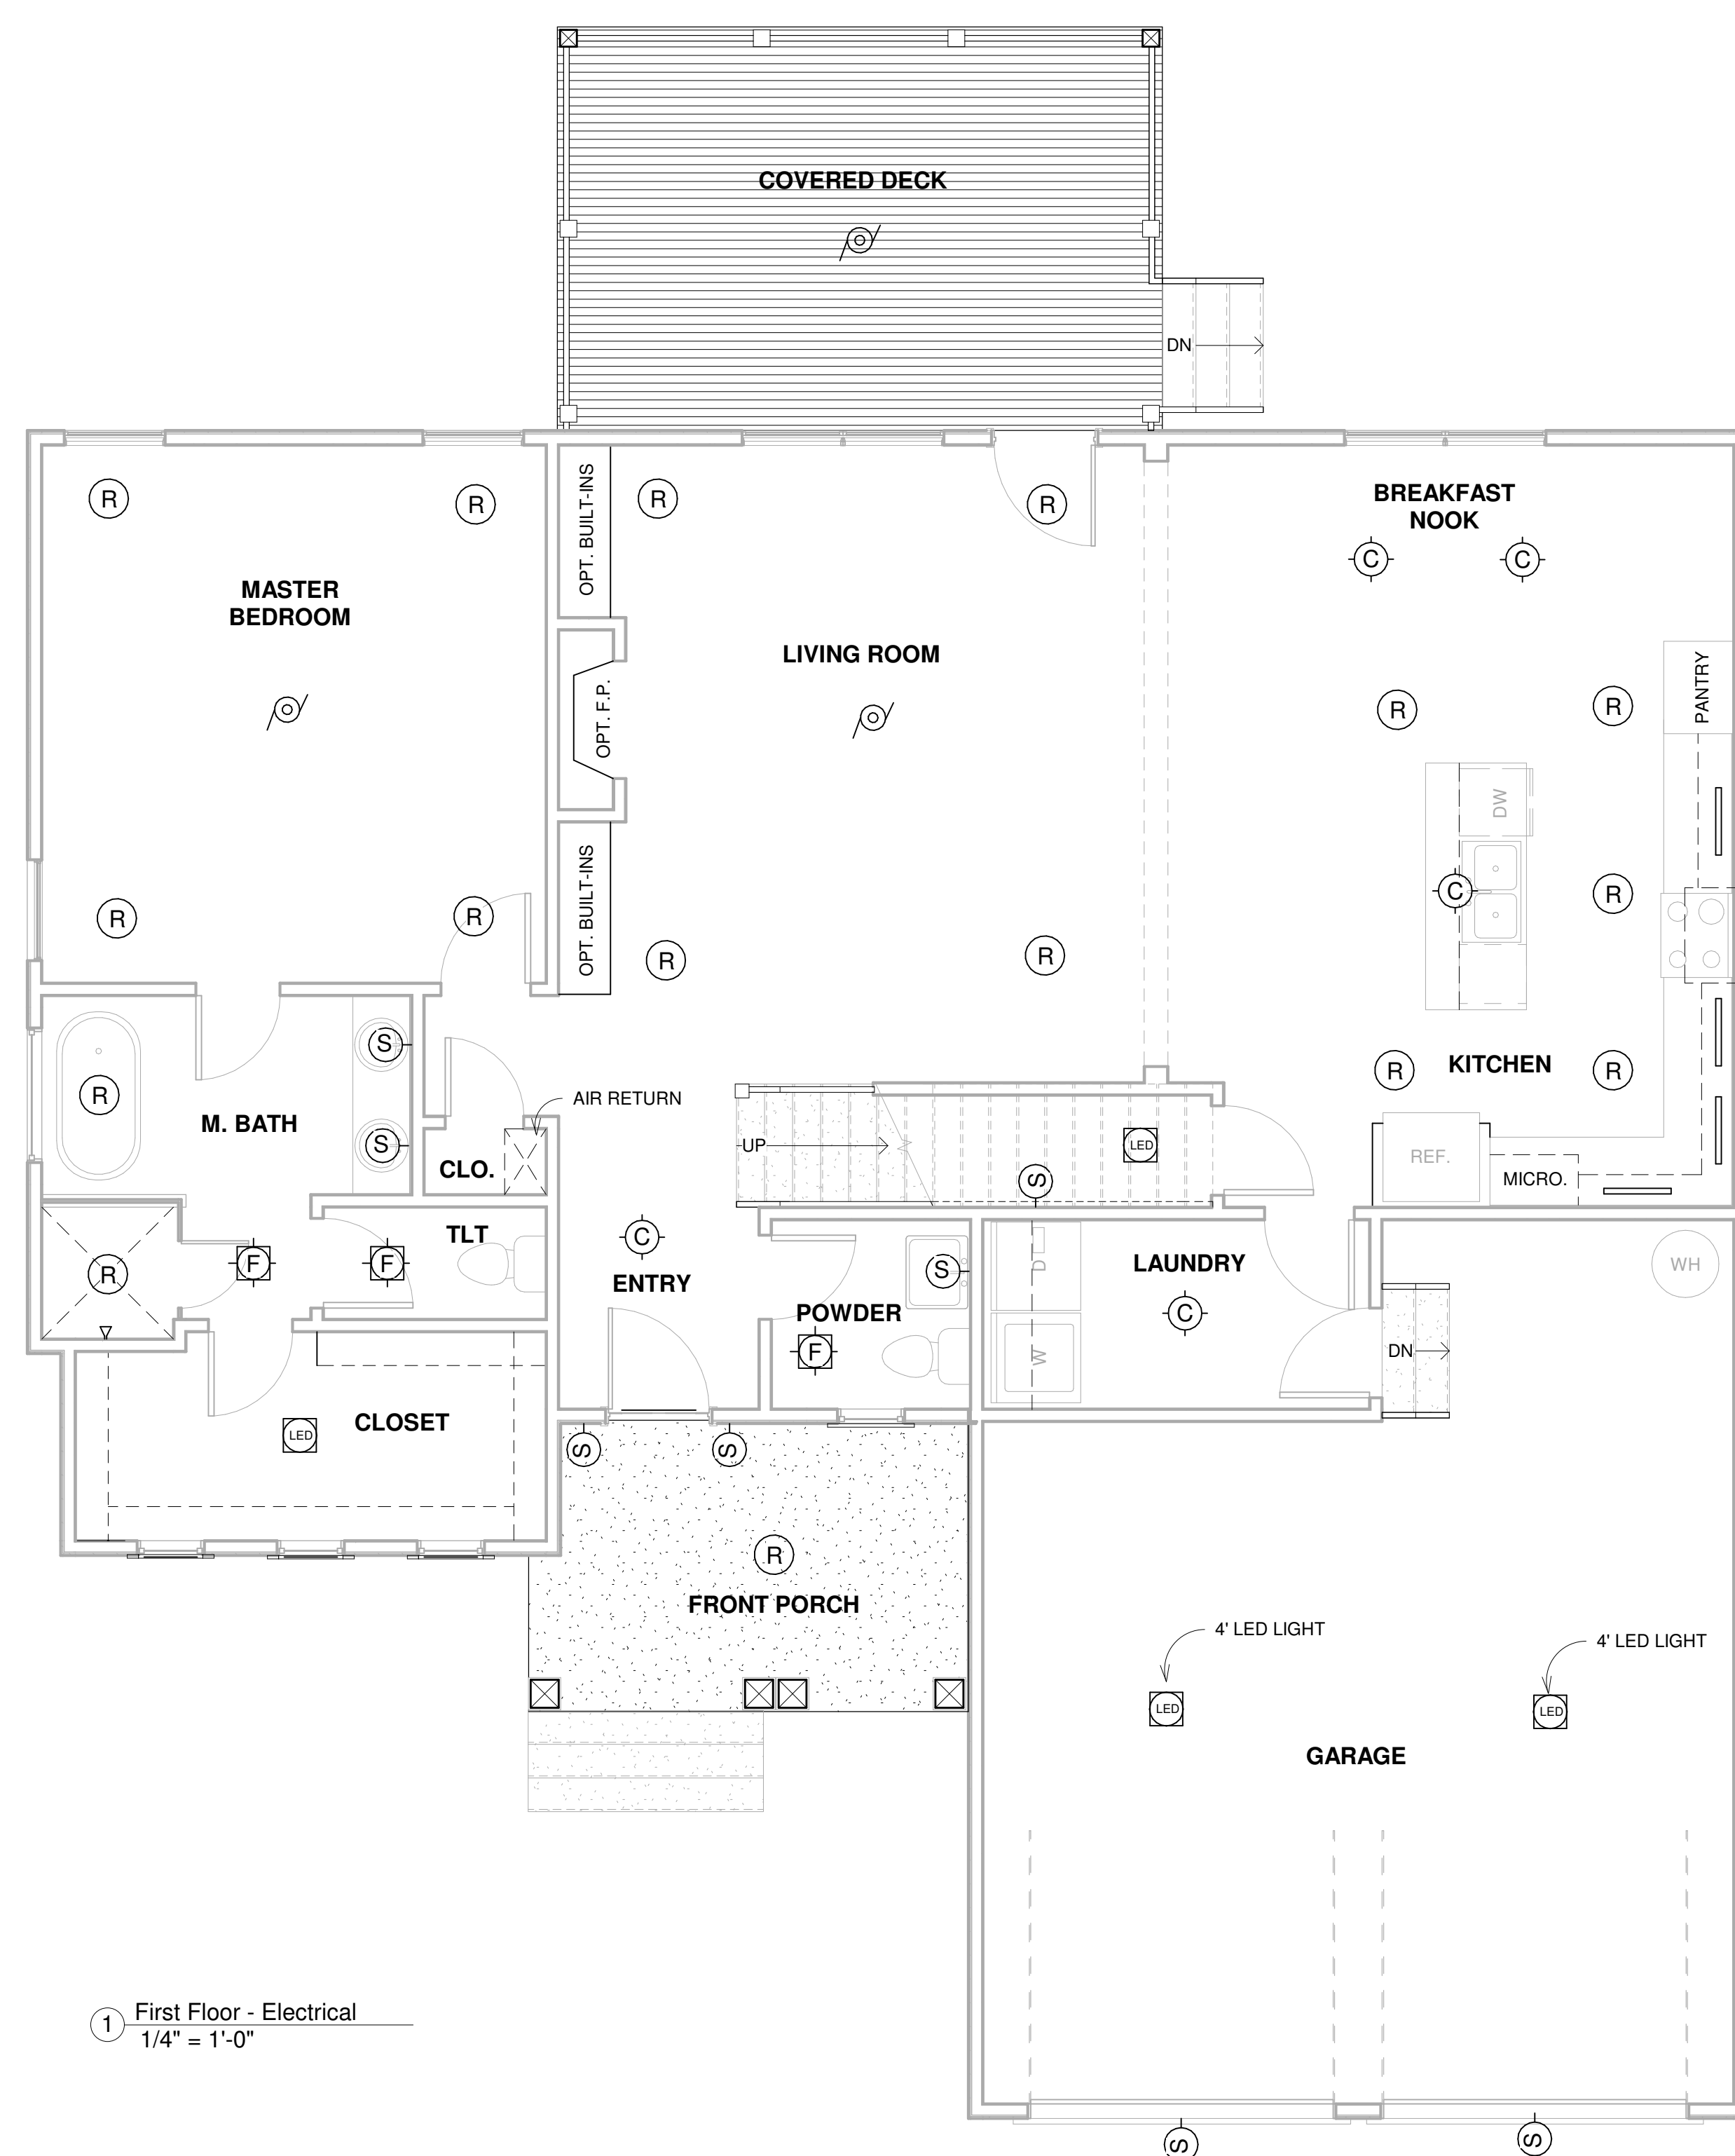 COVERED DECK
DN
OPT. BUILT-INS
R
R
R
R
BREAKFAST
NOOK
C
C
MASTER
BEDROOM
LIVING ROOM
OPT. F.P.
PANTRY
R
R
DW
C
R
OPT. BUILT-INS
R
R
R
R
S
R
S
M. BATH
AIR RETURN
CLO.
UP
LED
S
R
KITCHEN
R
REF.
MICRO.
TLT
R
F
F
C
ENTRY
S
POWDER
F
D
W
LAUNDRY
C
WH
DN
CLOSET
LED
S
S
R
FRONT PORCH
4' LED LIGHT
4' LED LIGHT
LED
LED
GARAGE
1
First Floor - Electrical
1/4" = 1'-0"
S
S